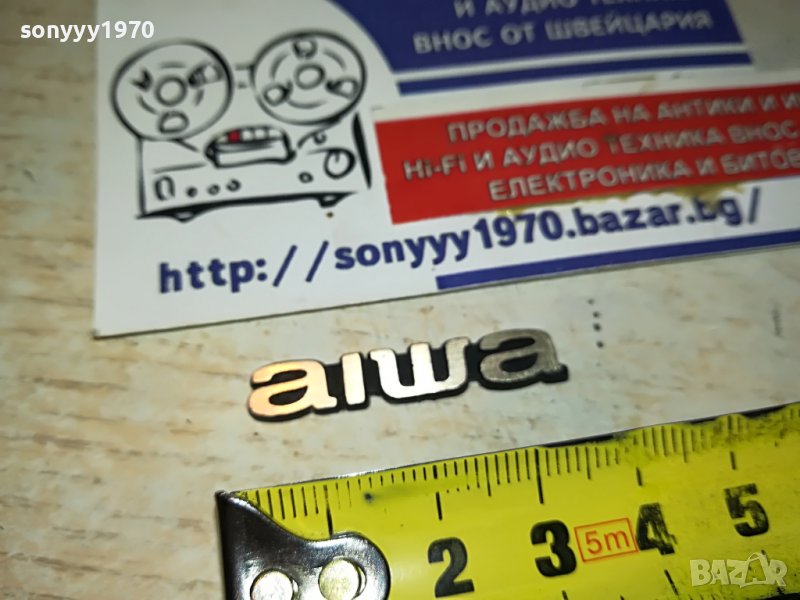 sonyyy1970
И АУДИО ТЕХНИКА
ВНОС ОТ ШВЕЙЦАРИЯ
ПРОДАЖБА НА АНТИКИ И
Hi-Fi И АУДИО ТЕХНИКА ВНОС
ЕЛЕКТРОНИКА И
http://sonyyy1970.bazar.bg/
aiwa
2 3 5m 4 5
BAZAR